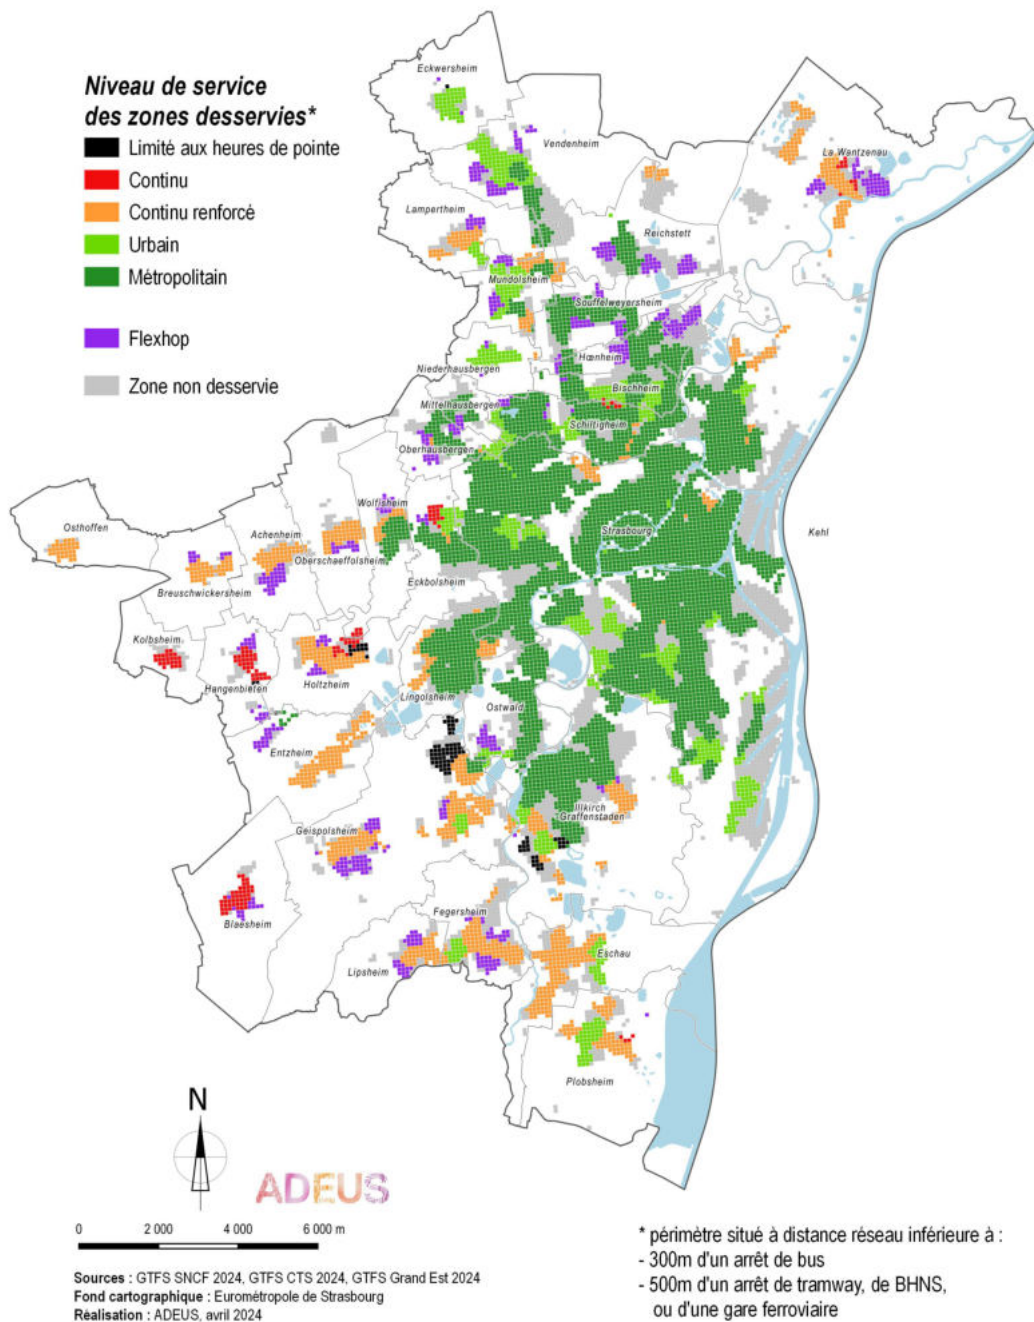 Niveau de service
des zones desservies*
Limité aux heures de pointe
Continu
Continu renforcé
Urbain
Métropolitain
Flexhop
Zone non desservie
Eckwersheim
Vendenheim
La Wantzenau
Lampertheim
Reichstett
Mundolsheim
Souffelweyersheim
Hœnheim
Niederhausbergen
Bischheim
Mittelhausbergen
Schiltigheim
Oberhausbergen
Wolfisheim
Osthoffen
Achenheim
Strasbourg
Kehl
Oberschaeffolsheim
Eckbolsheim
Breuschwickersheim
Kolbsheim
Hangenbieten
Holtzheim
Lingolsheim
Ostwald
Entzheim
Illkirch
Graffenstaden
Geispolsheim
Blaesheim
Fegersheim
Eschau
Lipsheim
Plobsheim
N
ADEUS
0 2 000 4 000 6 000 m
Sources : GTFS SNCF 2024, GTFS CTS 2024, GTFS Grand Est 2024
Fond cartographique : Eurométropole de Strasbourg
Réalisation : ADEUS, avril 2024
* périmètre situé à distance réseau inférieure à :
- 300m d'un arrêt de bus
- 500m d'un arrêt de tramway, de BHNS,
ou d'une gare ferroviaire